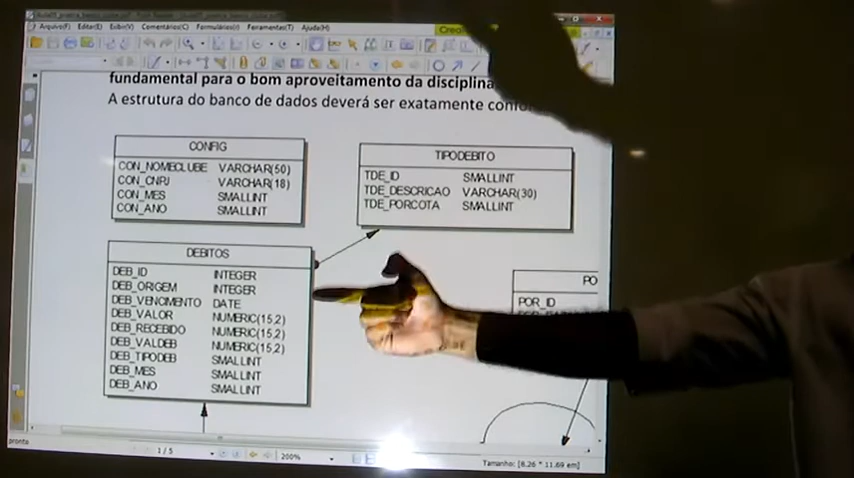 Arquivo(F) Editar(E) Exibir(V) Comentários(C) Formulários(I) Ferramentas(T) Ajuda(H)
fundamental para o bom aproveitamento da disciplina
A estrutura do banco de dados deverá ser exatamente
CONFIG
CON_NOMECLUBE VARCHAR(50)
CON_CNPJ VARCHAR(18)
CON_MES SMALLINT
CON_ANO SMALLINT
TIPODEBITO
TDE_ID SMALLINT
TDE_DESCRICAO VARCHAR(30)
TDE_PORCOTA SMALLINT
DEBITOS
DEB_ID INTEGER
DEB_ORIGEM INTEGER
DEB_VENCIMENTO DATE
DEB_VALOR NUMERIC(15,2)
DEB_RECEBIDO NUMERIC(15,2)
DEB_VALDEB NUMERIC(15,2)
DEB_TIPODEB SMALLINT
DEB_MES SMALLINT
DEB_ANO SMALLINT
PO
POR_ID
pronto
1 / 5
200%
Tamanho: [8.26 * 11.69 em]